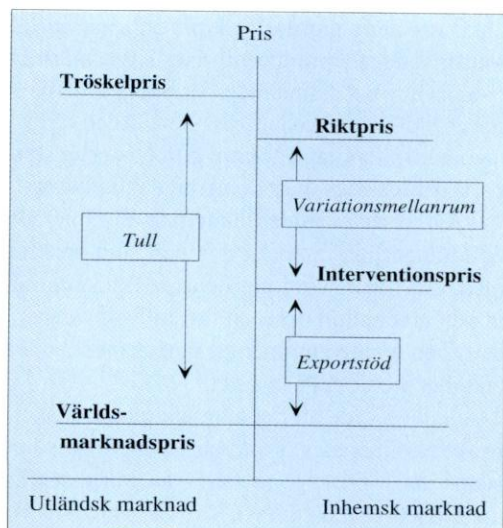 Pris
Tröskelpris
Riktpris
Variationsmellanrum
Tull
Interventionspris
Exportstöd
Världs-
marknadspris
Utländsk marknad
Inhemsk marknad